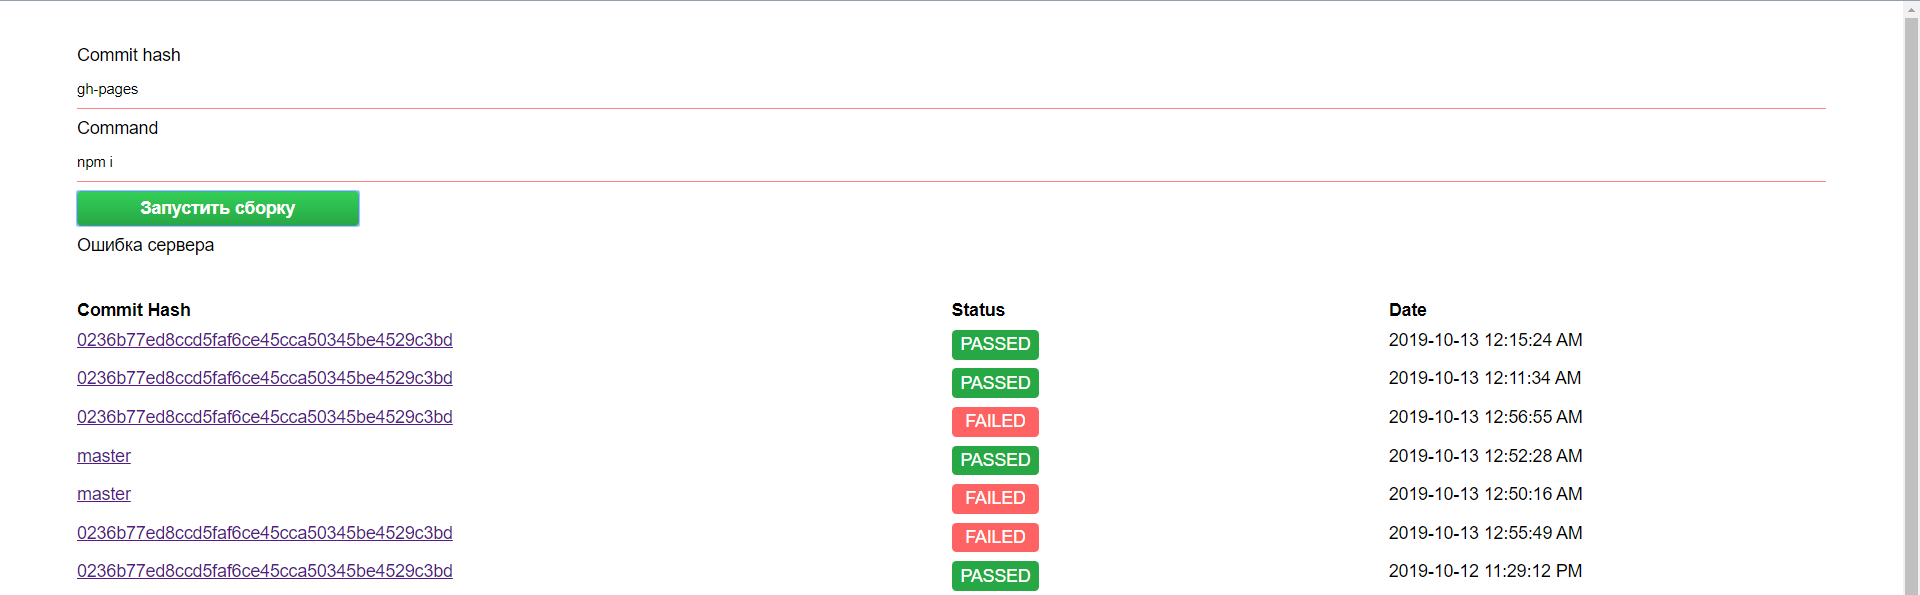 Commit hash
gh-pages
Command
npm i
Запустить сборку
Ошибка сервера
Commit Hash Status Date
0236b77ed8ccd5faf6ce45cca50345be4529c3bd PASSED 2019-10-13 12:15:24 AM
0236b77ed8ccd5faf6ce45cca50345be4529c3bd PASSED 2019-10-13 12:11:34 AM
0236b77ed8ccd5faf6ce45cca50345be4529c3bd FAILED 2019-10-13 12:56:55 AM
master PASSED 2019-10-13 12:52:28 AM
master FAILED 2019-10-13 12:50:16 AM
0236b77ed8ccd5faf6ce45cca50345be4529c3bd FAILED 2019-10-13 12:55:49 AM
0236b77ed8ccd5faf6ce45cca50345be4529c3bd PASSED 2019-10-12 11:29:12 PM